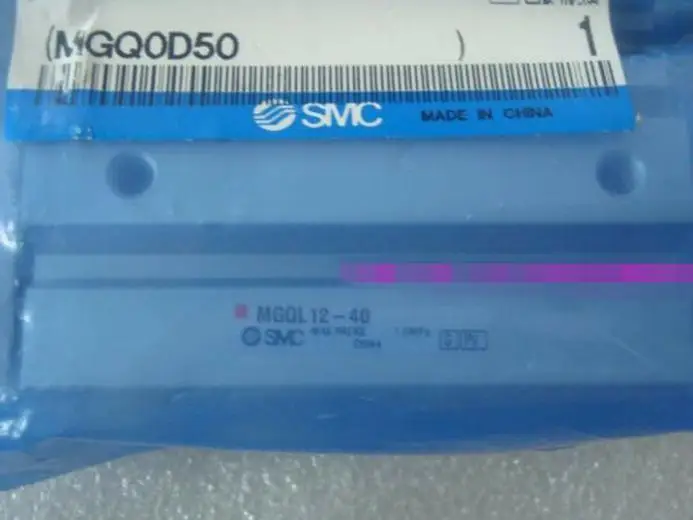 (MGQ0D50 ) 1
SMC MADE IN CHINA
MGQL12-40
SMC